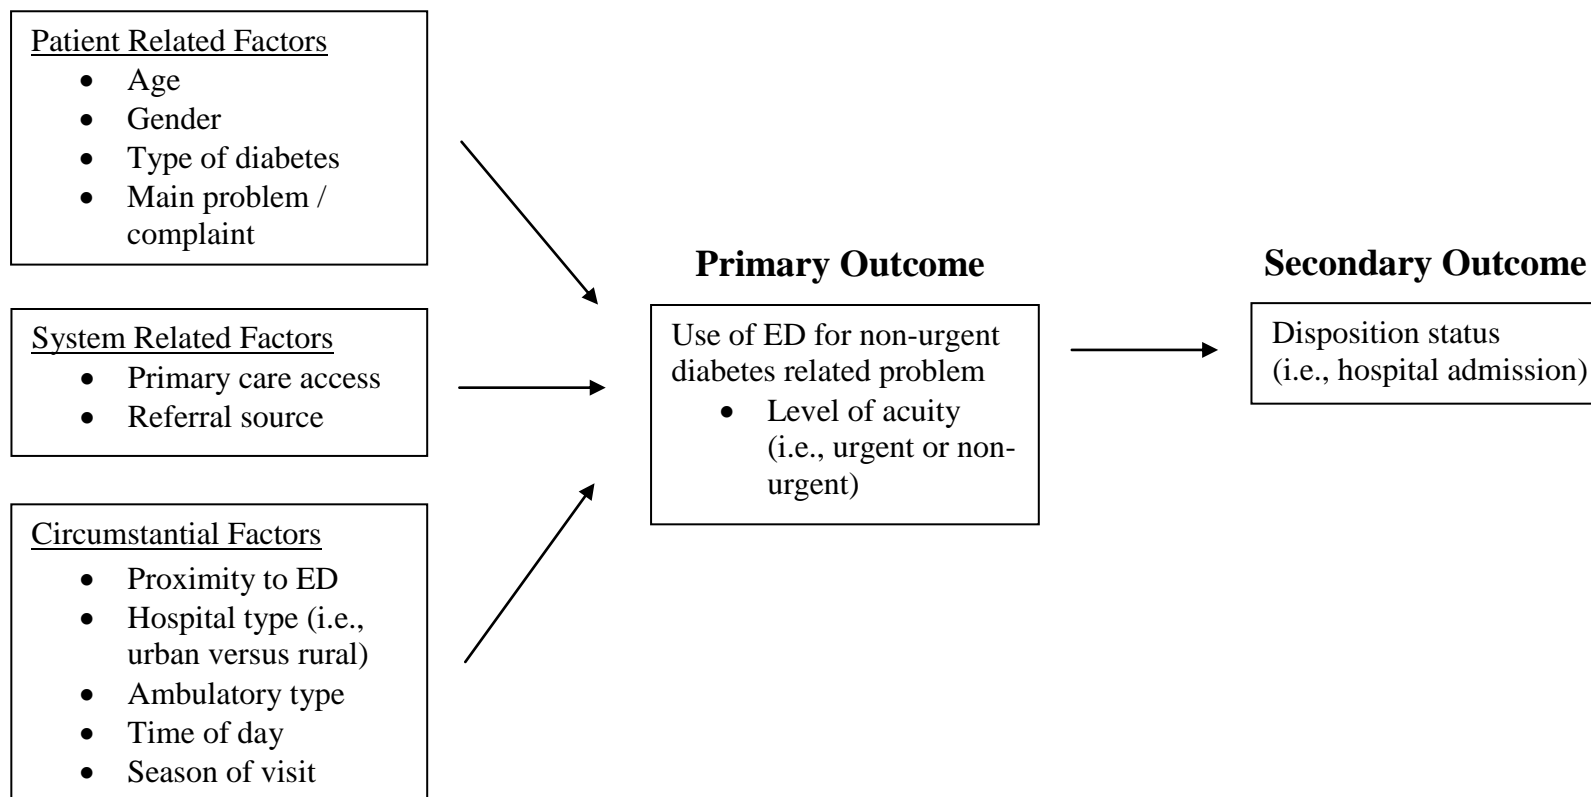 Patient Related Factors
• Age
• Gender
• Type of diabetes
• Main problem /
complaint
System Related Factors
• Primary care access
• Referral source
Circumstantial Factors
• Proximity to ED
• Hospital type (i.e.,
urban versus rural)
• Ambulatory type
• Time of day
• Season of visit
Primary Outcome
Use of ED for non-urgent
diabetes related problem
• Level of acuity
(i.e., urgent or non-
urgent)
Secondary Outcome
Disposition status
(i.e., hospital admission)